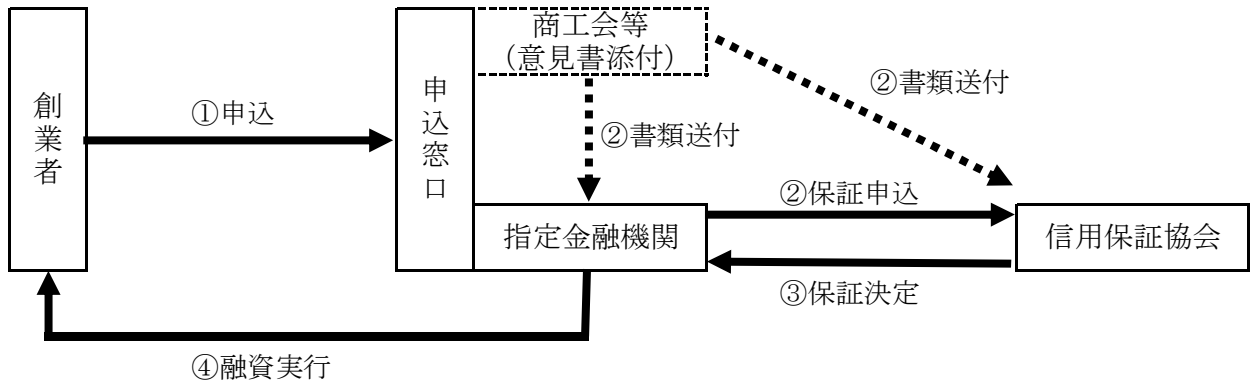 創業者
①申込
申込窓口
商工会等
(意見書添付)
②書類送付
②書類送付
指定金融機関
②保証申込
③保証決定
信用保証協会
④融資実行